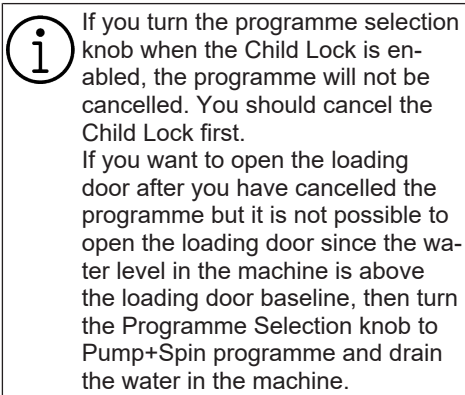 If you turn the programme selection
knob when the Child Lock is en-
abled, the programme will not be
cancelled. You should cancel the
Child Lock first.
If you want to open the loading
door after you have cancelled the
programme but it is not possible to
open the loading door since the wa-
ter level in the machine is above
the loading door baseline, then turn
the Programme Selection knob to
Pump+Spin programme and drain
the water in the machine.